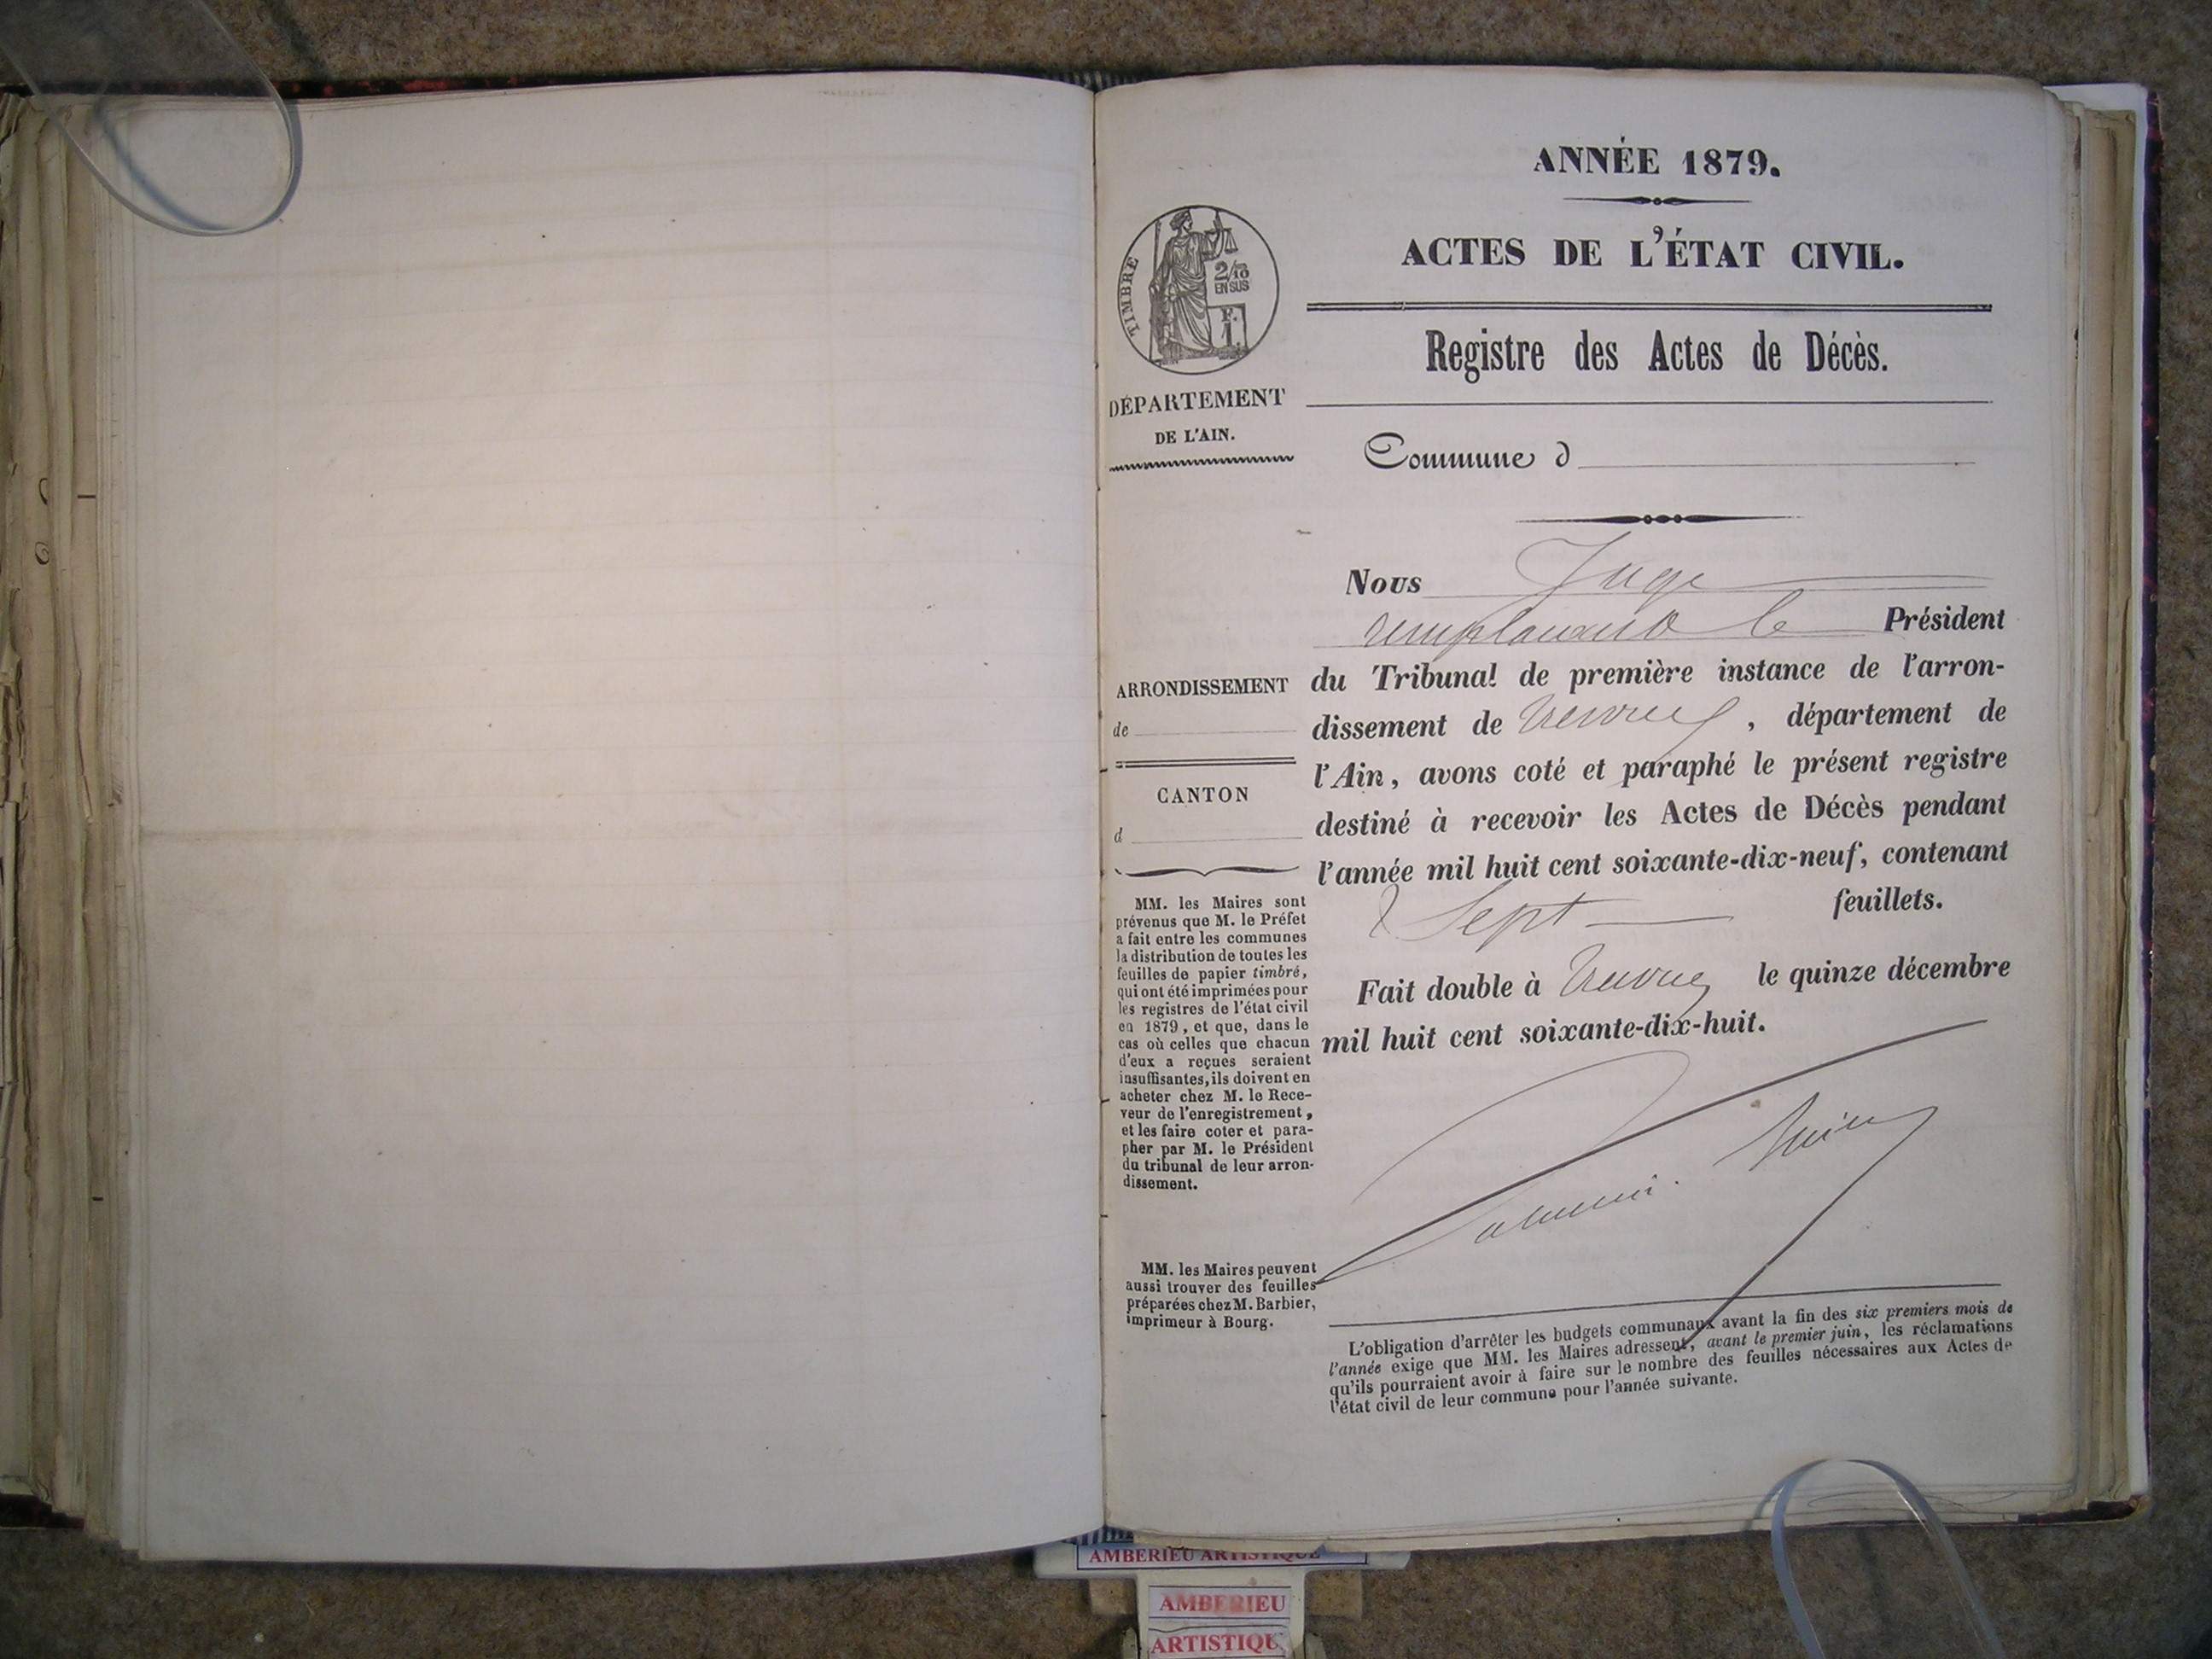 ANNÉE 1879.
ACTES DE L'ÉTAT CIVIL.
Registre des Actes de Décès.
TIMBRE
2/10
EN SUS
F.
1.
DÉPARTEMENT
DE L'AIN.
Commune d
Nous Juge
remplaçant le Président
du Tribunal de première instance de l'arron-
dissement de Trévoux, département de
l'Ain, avons coté et paraphé le présent registre
destiné à recevoir les Actes de Décès pendant
l'année mil huit cent soixante-dix-neuf, contenant
Sept feuillets.
Fait double à Trévoux le quinze décembre
mil huit cent soixante-dix-huit.
ARRONDISSEMENT
de
CANTON
d
MM. les Maires sont
prévenus que M. le Préfet
a fait entre les communes
la distribution de toutes les
feuilles de papier timbré,
qui ont été imprimées pour
les registres de l'état civil
en 1879, et que, dans le
cas où celles que chacun
d'eux a reçues seraient
insuffisantes, ils doivent en
acheter chez M. le Rece-
veur de l'enregistrement,
et les faire coter et para-
pher par M. le Président
du tribunal de leur arron-
dissement.
MM. les Maires peuvent
aussi trouver des feuilles
préparées chez M. Barbier,
imprimeur à Bourg.
L'obligation d'arrêter les budgets communaux avant la fin des six premiers mois de
l'année exige que MM. les Maires adressent, avant le premier juin, les réclamations
qu'ils pourraient avoir à faire sur le nombre des feuilles nécessaires aux Actes de
l'état civil de leur commune pour l'année suivante.
AMBERIEU ARTISTIQUE
AMBERIEU
ARTISTIQU